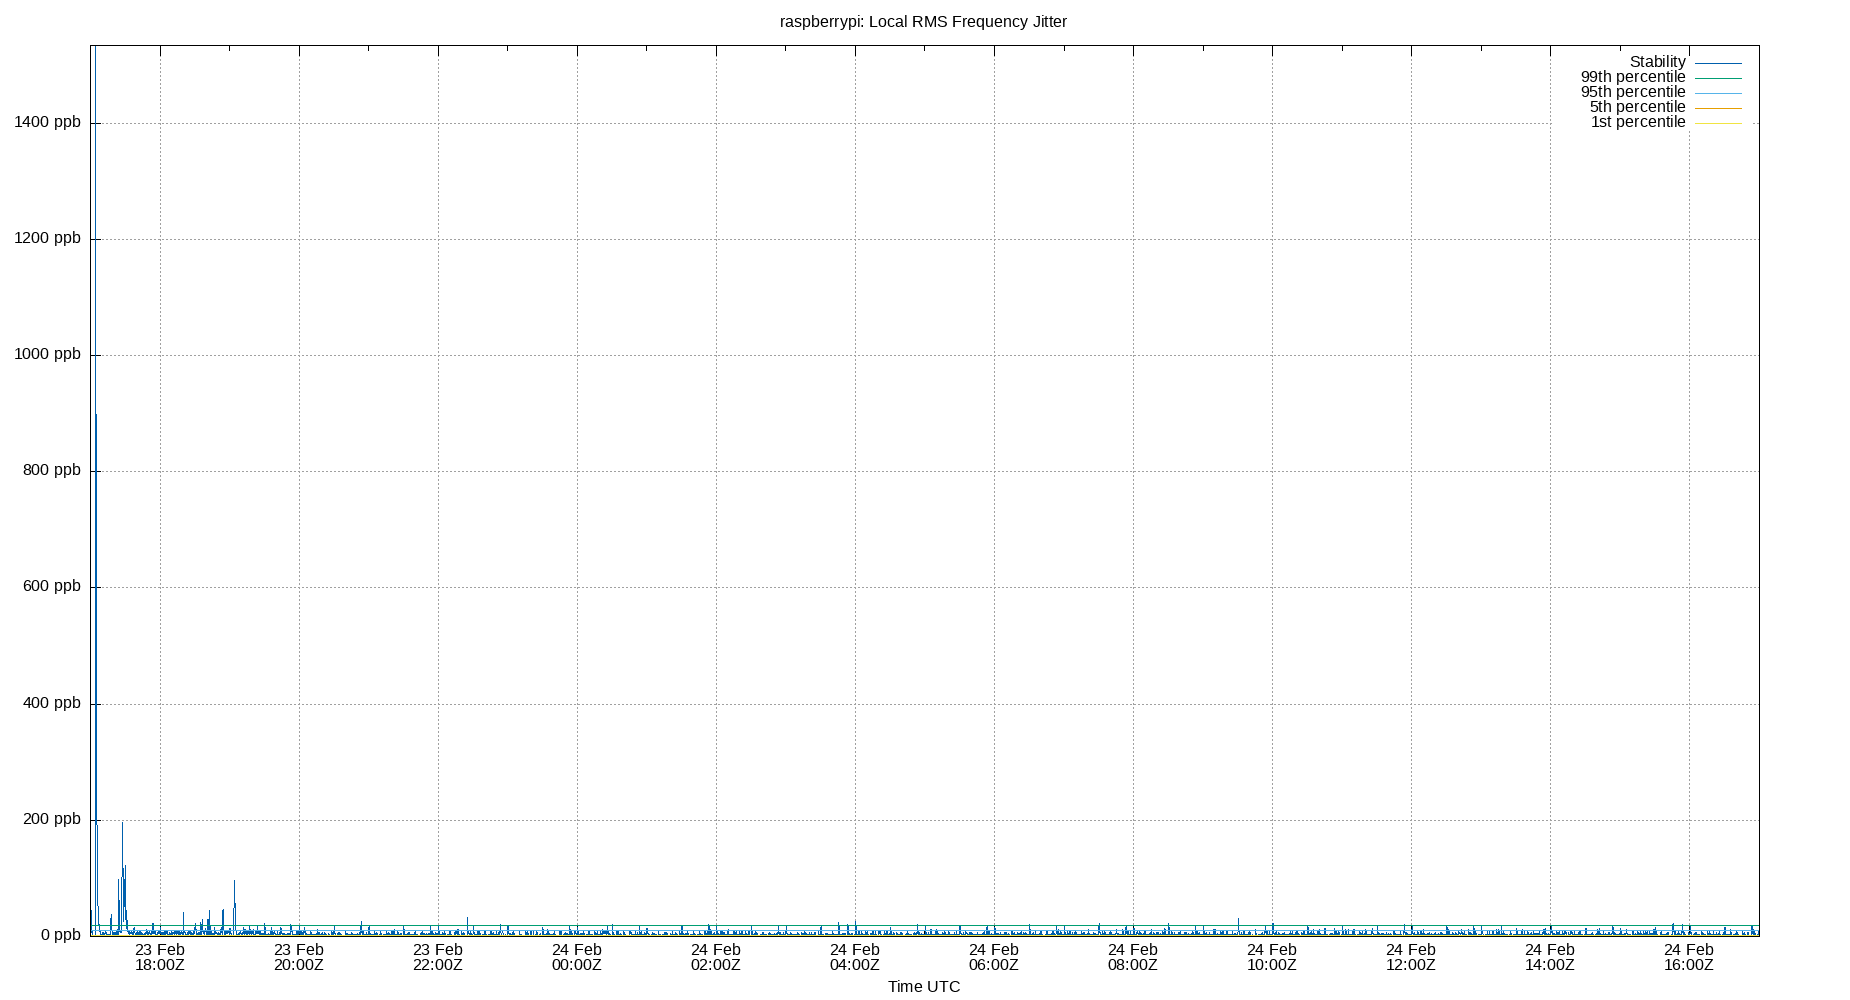 raspberrypi: Local RMS Frequency Jitter
Stability
99th percentile
95th percentile
5th percentile
1st percentile
1400 ppb
1200 ppb
1000 ppb
800 ppb
600 ppb
400 ppb
200 ppb
0 ppb
23 Feb 23 Feb 23 Feb 24 Feb 24 Feb 24 Feb 24 Feb 24 Feb 24 Feb 24 Feb 24 Feb 24 Feb
18:00Z 20:00Z 22:00Z 00:00Z 02:00Z 04:00Z 06:00Z 08:00Z 10:00Z 12:00Z 14:00Z 16:00Z
Time UTC